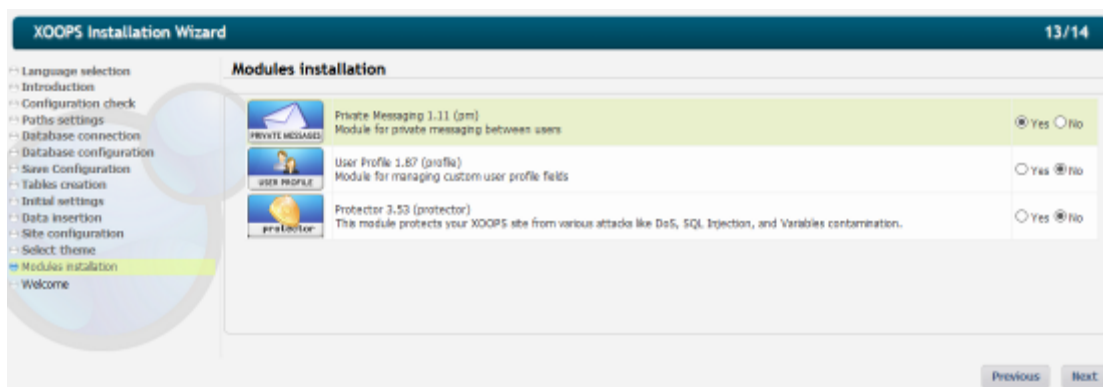 XOOPS Installation Wizard
13/14
Language selection
Introduction
Configuration check
Paths settings
Database connection
Database configuration
Save Configuration
Tables creation
Initial settings
Data insertion
Site configuration
Select theme
Modules installation
Welcome
Modules installation
PRIVATE MESSAGES
Private Messaging 1.11 (pm)
Module for private messaging between users
Yes No
USER PROFILE
User Profile 1.87 (profile)
Module for managing custom user profile fields
Yes No
protector
Protector 3.53 (protector)
This module protects your XOOPS site from various attacks like DoS, SQL Injection, and Variables contamination.
Yes No
Previous Next